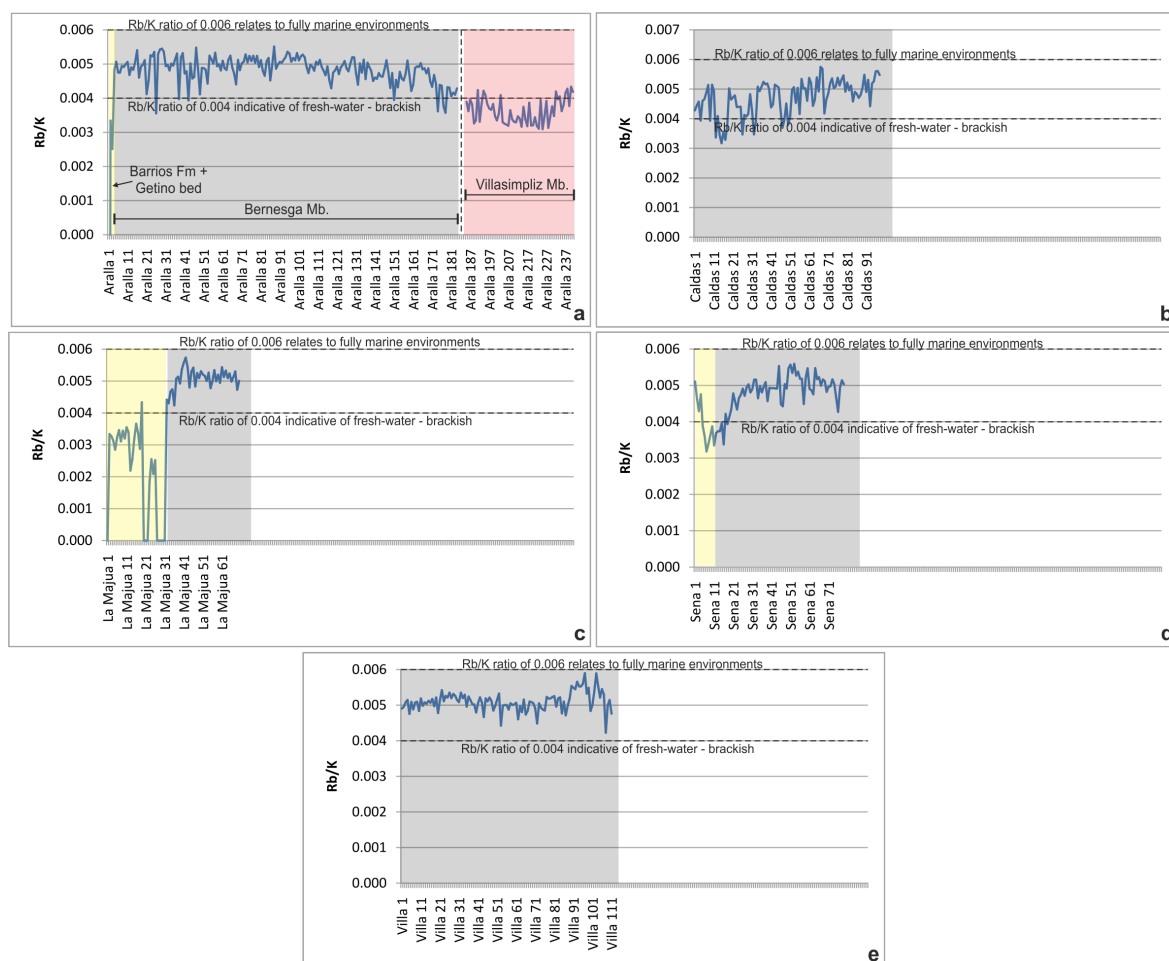 Rb/K ratio of 0.006 relates to fully marine environments
0.006
0.005
0.004
0.003
0.002
0.001
0.000
Rb/K
Rb/K ratio of 0.004 indicative of fresh-water - brackish
Barrios Fm +
Getino bed
Bernesga Mb.
Villasimpliz Mb.
Aralla 1
Aralla 11
Aralla 21
Aralla 31
Aralla 41
Aralla 51
Aralla 61
Aralla 71
Aralla 81
Aralla 91
Aralla 101
Aralla 111
Aralla 121
Aralla 131
Aralla 141
Aralla 151
Aralla 161
Aralla 171
Aralla 181
Aralla 187
Aralla 197
Aralla 207
Aralla 217
Aralla 227
Aralla 237
a
0.007
0.006
0.005
0.004
0.003
0.002
0.001
0.000
Rb/K
Rb/K ratio of 0.006 relates to fully marine environments
Rb/K ratio of 0.004 indicative of fresh-water - brackish
Caldas 1
Caldas 11
Caldas 21
Caldas 31
Caldas 41
Caldas 51
Caldas 61
Caldas 71
Caldas 81
Caldas 91
b
Rb/K ratio of 0.006 relates to fully marine environments
0.006
0.005
0.004
0.003
0.002
0.001
0.000
Rb/K
Rb/K ratio of 0.004 indicative of fresh-water - brackish
La Majua 1
La Majua 11
La Majua 21
La Majua 31
La Majua 41
La Majua 51
La Majua 61
c
Rb/K ratio of 0.006 relates to fully marine environments
0.006
0.005
0.004
0.003
0.002
0.001
0.000
Rb/K
Rb/K ratio of 0.004 indicative of fresh-water - brackish
Sena 1
Sena 11
Sena 21
Sena 31
Sena 41
Sena 51
Sena 61
Sena 71
d
Rb/K ratio of 0.006 relates to fully marine environments
0.006
0.005
0.004
0.003
0.002
0.001
0.000
Rb/K
Rb/K ratio of 0.004 indicative of fresh-water - brackish
Villa 1
Villa 11
Villa 21
Villa 31
Villa 41
Villa 51
Villa 61
Villa 71
Villa 81
Villa 91
Villa 101
Villa 111
e